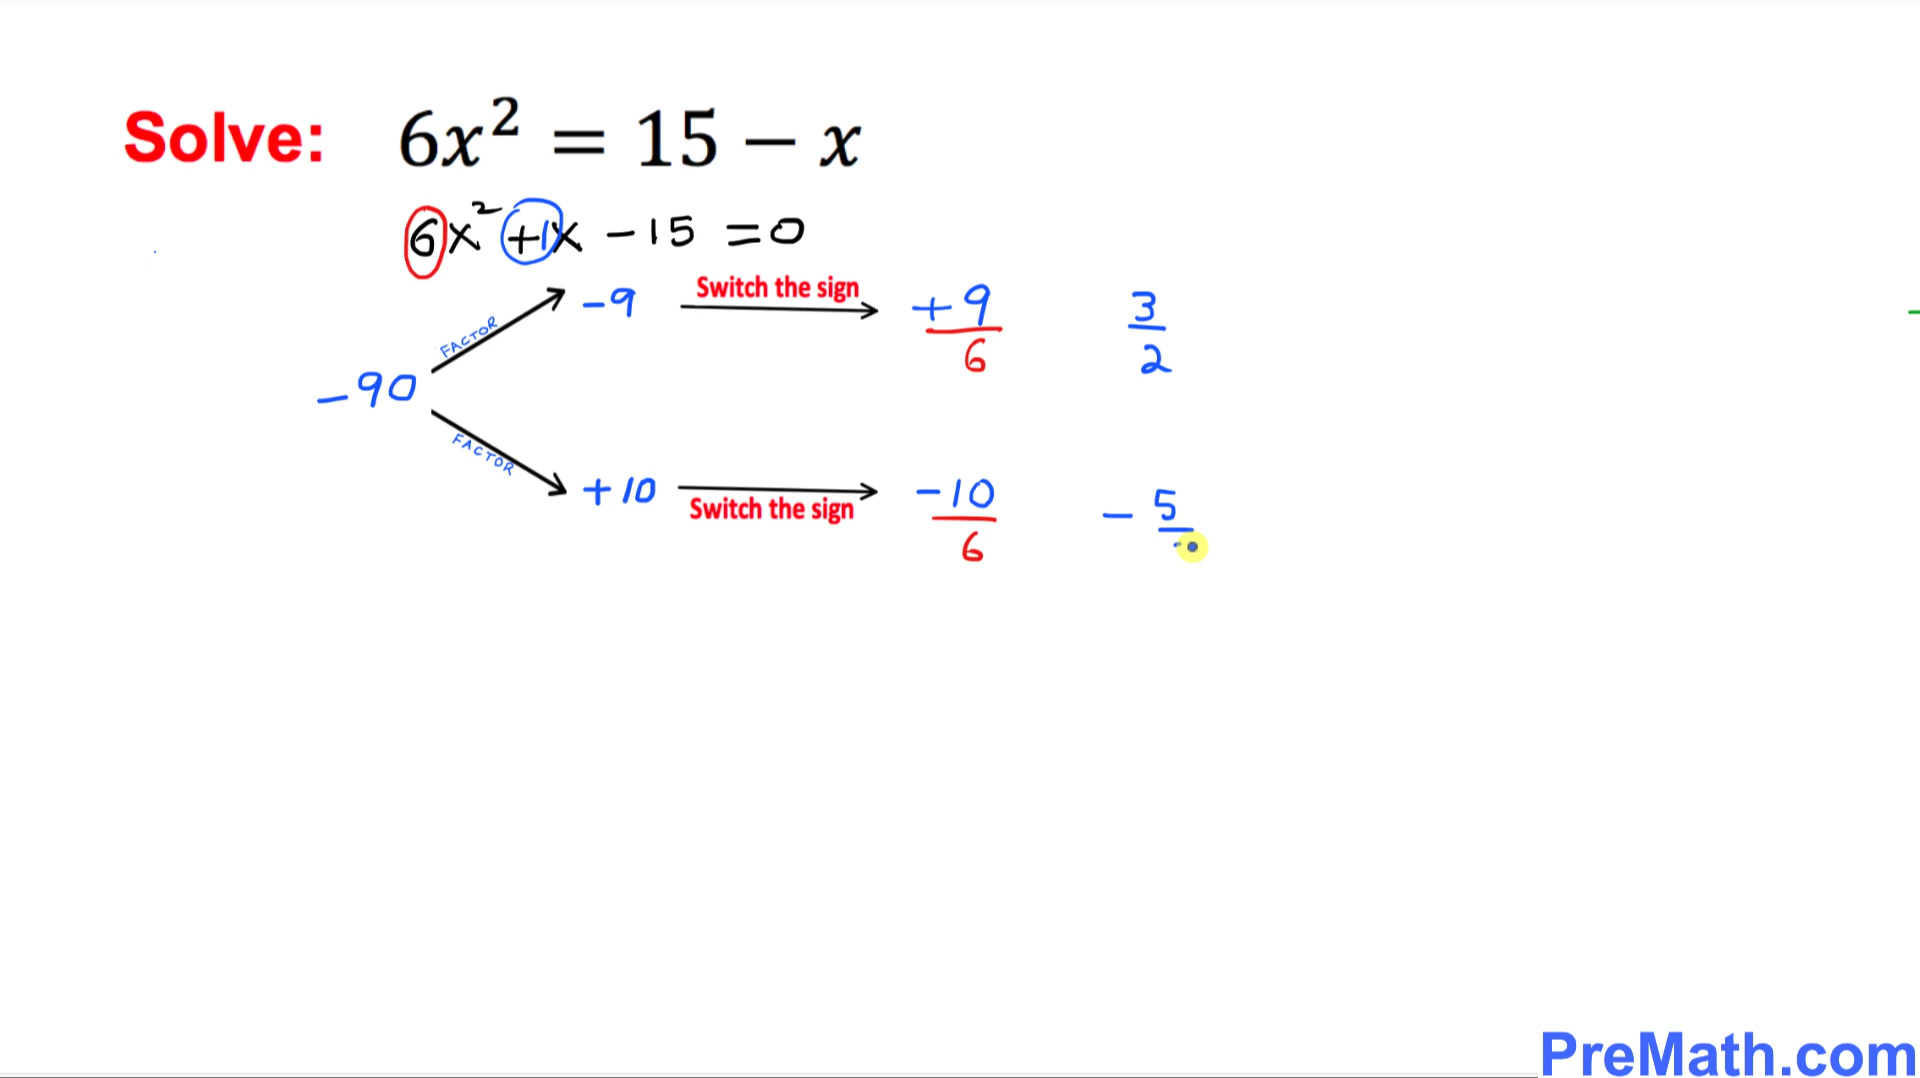 Solve: 6x² = 15 − x
6x² +1x − 15 = 0
FACTOR −9 Switch the sign +9/6 3/2
−90
FACTOR +10 Switch the sign −10/6 −5/
PreMath.com